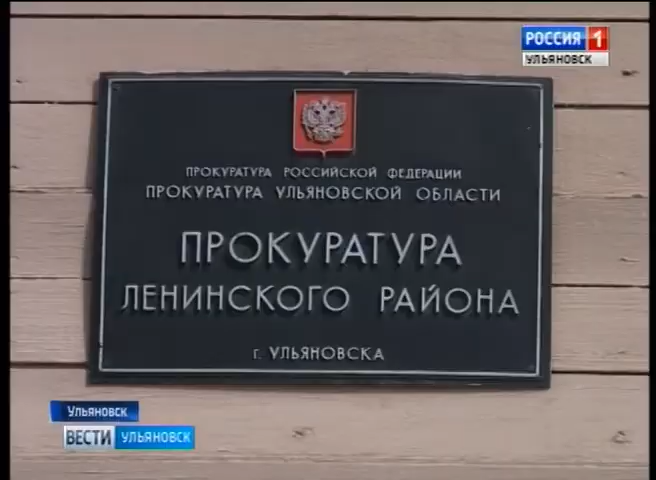 РОССИЯ 1
УЛЬЯНОВСК
ПРОКУРАТУРА РОССИЙСКОЙ ФЕДЕРАЦИИ
ПРОКУРАТУРА УЛЬЯНОВСКОЙ ОБЛАСТИ
ПРОКУРАТУРА
ЛЕНИНСКОГО РАЙОНА
г. УЛЬЯНОВСКА
Ульяновск
ВЕСТИ УЛЬЯНОВСК